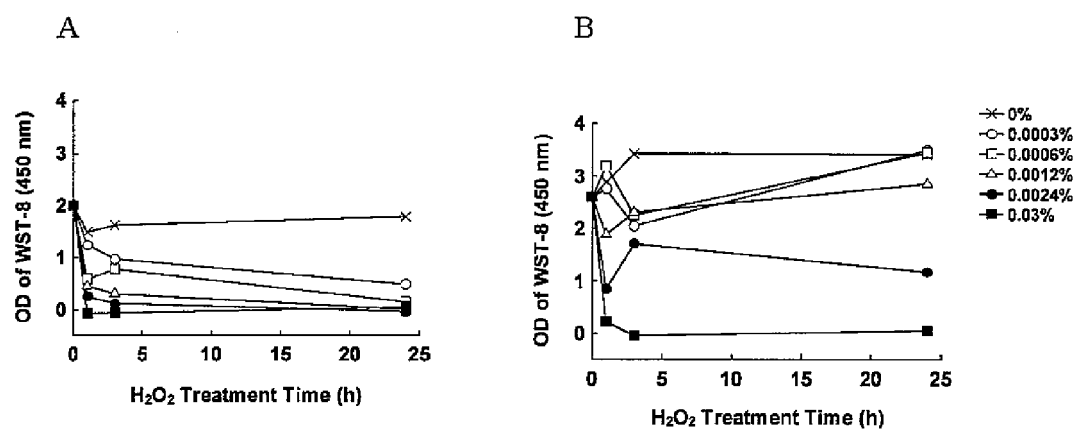 A
B
OD of WST-8 (450 nm)
4
3
2
1
0
0 5 10 15 20 25
H₂O₂ Treatment Time (h)
OD of WST-8 (450 nm)
4
3
2
1
0
0 5 10 15 20 25
H₂O₂ Treatment Time (h)
0%
0.0003%
0.0006%
0.0012%
0.0024%
0.03%